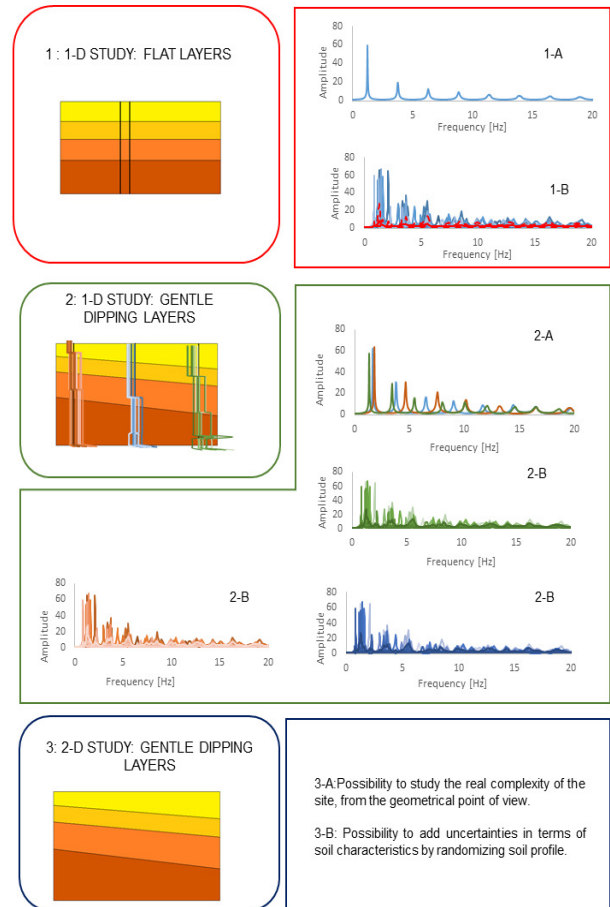 1 : 1-D STUDY: FLAT LAYERS
1-A
Amplitude
80
60
40
20
0
0 5 10 15 20
Frequency [Hz]
1-B
Amplitude
80
60
40
20
0
0 5 10 15 20
Frequency [Hz]
2: 1-D STUDY: GENTLE
DIPPING LAYERS
2-A
Amplitude
80
60
40
20
0
0 5 10 15 20
Frequency [Hz]
2-B
Amplitude
80
60
40
20
0
0 5 10 15 20
Frequency [Hz]
2-B
Amplitude
80
60
40
20
0
0 5 10 15 20
Frequency [Hz]
2-B
Amplitude
80
60
40
20
0
0 5 10 15 20
Frequency [Hz]
3: 2-D STUDY: GENTLE DIPPING
LAYERS
3-A:Possibility to study the real complexity of the
site, from the geometrical point of view.
3-B: Possibility to add uncertainties in terms of
soil characteristics by randomizing soil profile.